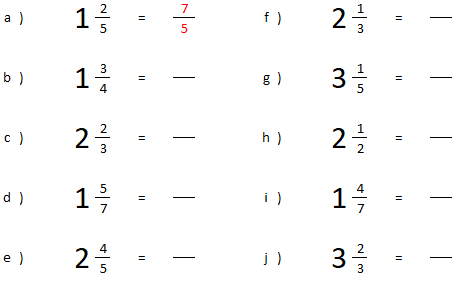 a ) 1 2/5 = 7/5 f ) 2 1/3 = —
b ) 1 3/4 = — g ) 3 1/5 = —
c ) 2 2/3 = — h ) 2 1/2 = —
d ) 1 5/7 = — i ) 1 4/7 = —
e ) 2 4/5 = — j ) 3 2/3 = —